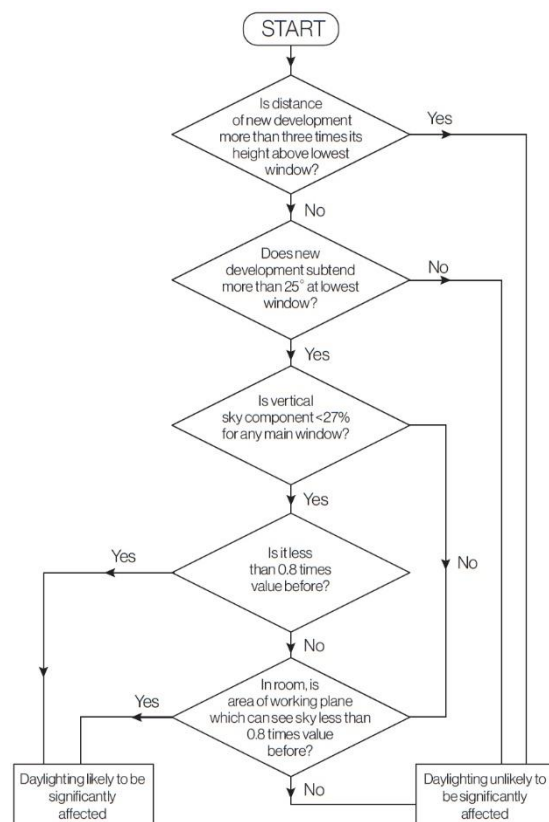 START
Is distance
of new development
more than three times its
height above lowest
window?
Yes
No
Does new
development subtend
more than 25° at lowest
window?
No
Yes
Is vertical
sky component <27%
for any main window?
Yes
No
Yes
Is it less
than 0.8 times
value before?
No
In room, is
area of working plane
which can see sky less than
0.8 times value
before?
Yes
No
Daylighting likely to be
significantly
affected
Daylighting unlikely to
be significantly
affected